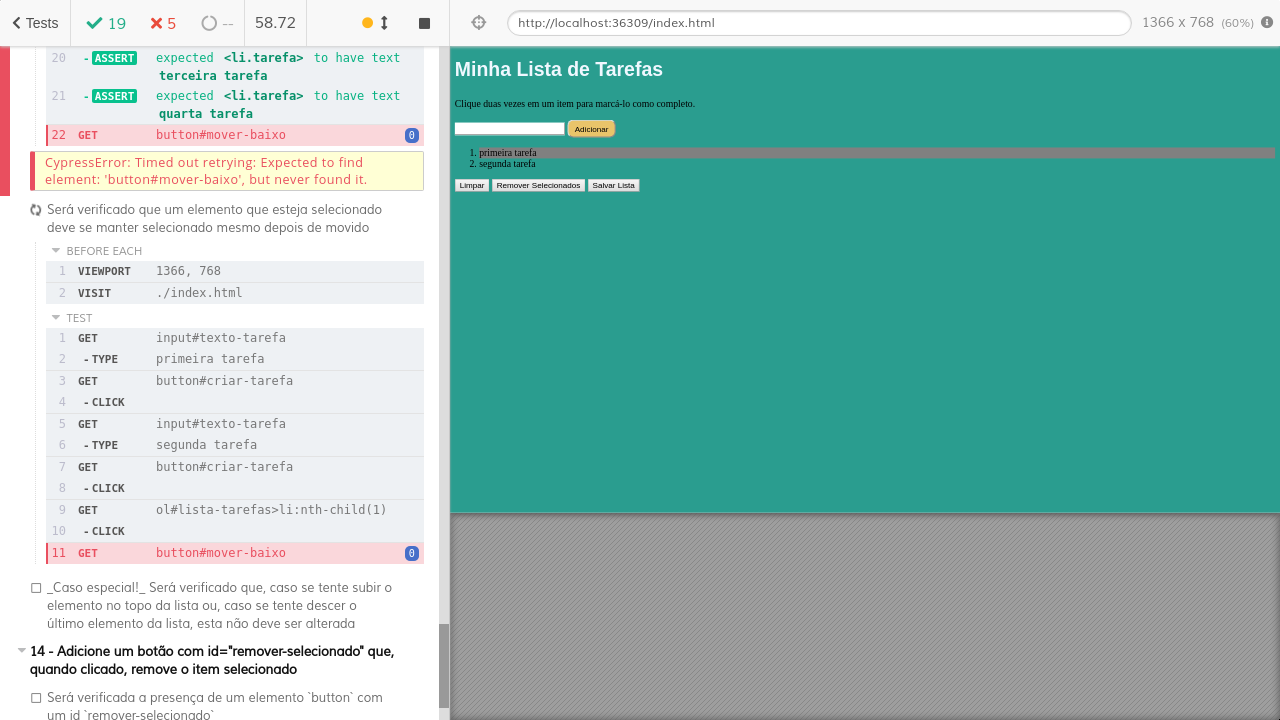 Tests
19
5
--
58.72
http://localhost:36309/index.html
1366 x 768 (60%)
20 - ASSERT expected <li.tarefa> to have text
terceira tarefa
21 - ASSERT expected <li.tarefa> to have text
quarta tarefa
22 GET button#mover-baixo 0
CypressError: Timed out retrying: Expected to find
element: 'button#mover-baixo', but never found it.
Será verificado que um elemento que esteja selecionado
deve se manter selecionado mesmo depois de movido
BEFORE EACH
1 VIEWPORT 1366, 768
2 VISIT ./index.html
TEST
1 GET input#texto-tarefa
2 - TYPE primeira tarefa
3 GET button#criar-tarefa
4 - CLICK
5 GET input#texto-tarefa
6 - TYPE segunda tarefa
7 GET button#criar-tarefa
8 - CLICK
9 GET ol#lista-tarefas>li:nth-child(1)
10 - CLICK
11 GET button#mover-baixo 0
_Caso especial!_ Será verificado que, caso se tente subir o
elemento no topo da lista ou, caso se tente descer o
último elemento da lista, esta não deve ser alterada
14 - Adicione um botão com id="remover-selecionado" que,
quando clicado, remove o item selecionado
Será verificada a presença de um elemento `button` com
um id `remover-selecionado`
Minha Lista de Tarefas
Clique duas vezes em um item para marcá-lo como completo.
Adicionar
1. primeira tarefa
2. segunda tarefa
Limpar Remover Selecionados Salvar Lista